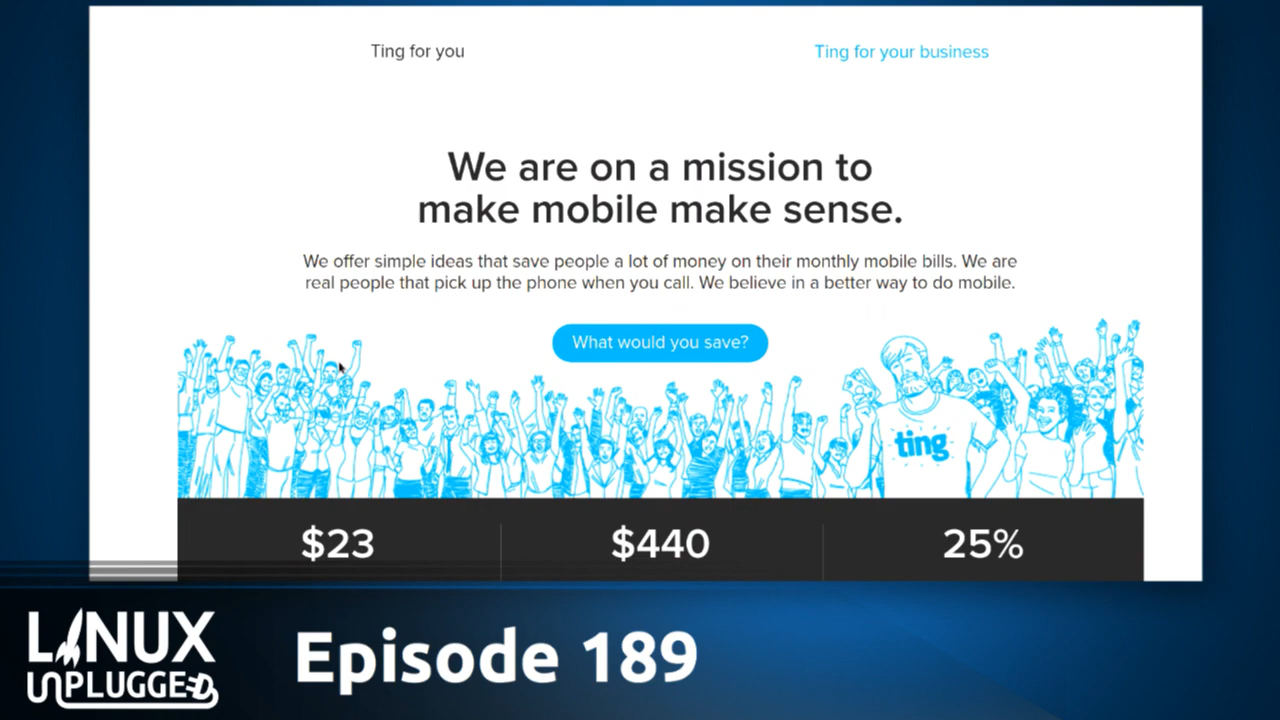 Ting for you
Ting for your business
We are on a mission to
make mobile make sense.
We offer simple ideas that save people a lot of money on their monthly mobile bills. We are
real people that pick up the phone when you call. We believe in a better way to do mobile.
What would you save?
ting
$23
$440
25%
LINUX
UNPLUGGED
Episode 189